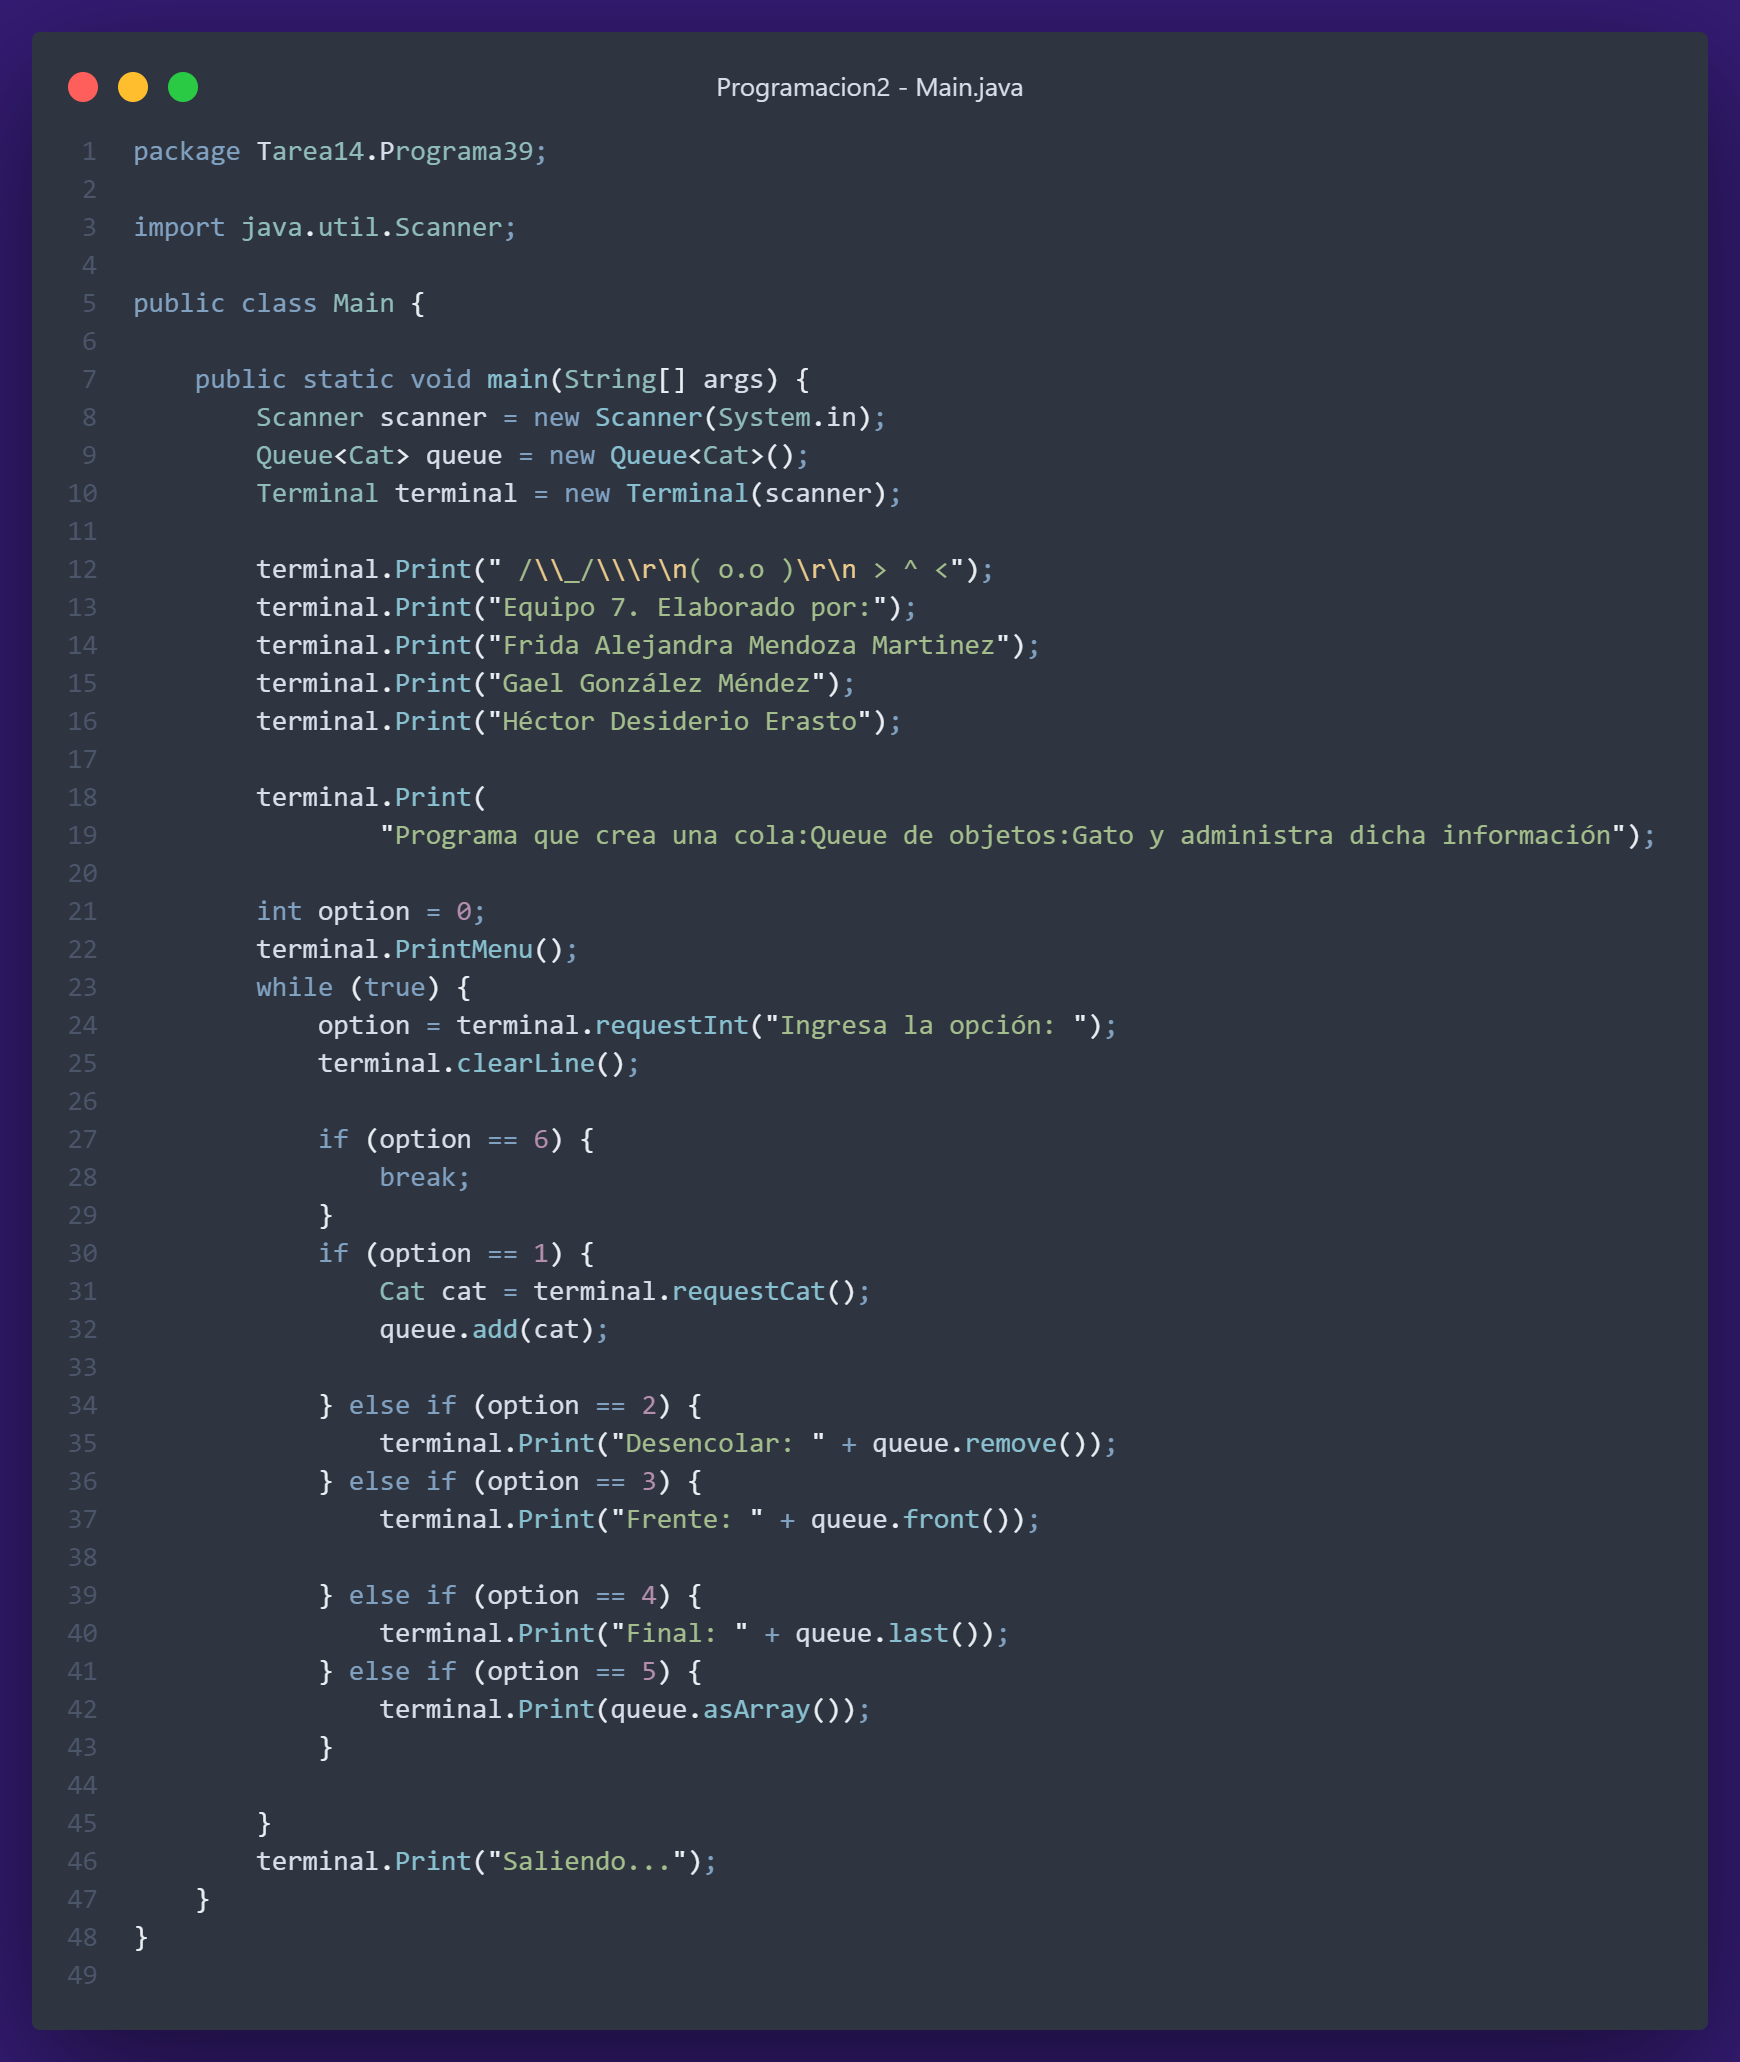 Programacion2 - Main.java
1 package Tarea14.Programa39;
2
3 import java.util.Scanner;
4
5 public class Main {
6
7     public static void main(String[] args) {
8         Scanner scanner = new Scanner(System.in);
9         Queue<Cat> queue = new Queue<Cat>();
10         Terminal terminal = new Terminal(scanner);
11
12         terminal.Print(" /\\_/\\\r\n( o.o )\r\n > ^ <");
13         terminal.Print("Equipo 7. Elaborado por:");
14         terminal.Print("Frida Alejandra Mendoza Martinez");
15         terminal.Print("Gael González Méndez");
16         terminal.Print("Héctor Desiderio Erasto");
17
18         terminal.Print(
19                 "Programa que crea una cola:Queue de objetos:Gato y administra dicha información");
20
21         int option = 0;
22         terminal.PrintMenu();
23         while (true) {
24             option = terminal.requestInt("Ingresa la opción: ");
25             terminal.clearLine();
26
27             if (option == 6) {
28                 break;
29             }
30             if (option == 1) {
31                 Cat cat = terminal.requestCat();
32                 queue.add(cat);
33
34             } else if (option == 2) {
35                 terminal.Print("Desencolar: " + queue.remove());
36             } else if (option == 3) {
37                 terminal.Print("Frente: " + queue.front());
38
39             } else if (option == 4) {
40                 terminal.Print("Final: " + queue.last());
41             } else if (option == 5) {
42                 terminal.Print(queue.asArray());
43             }
44
45         }
46         terminal.Print("Saliendo...");
47     }
48 }
49